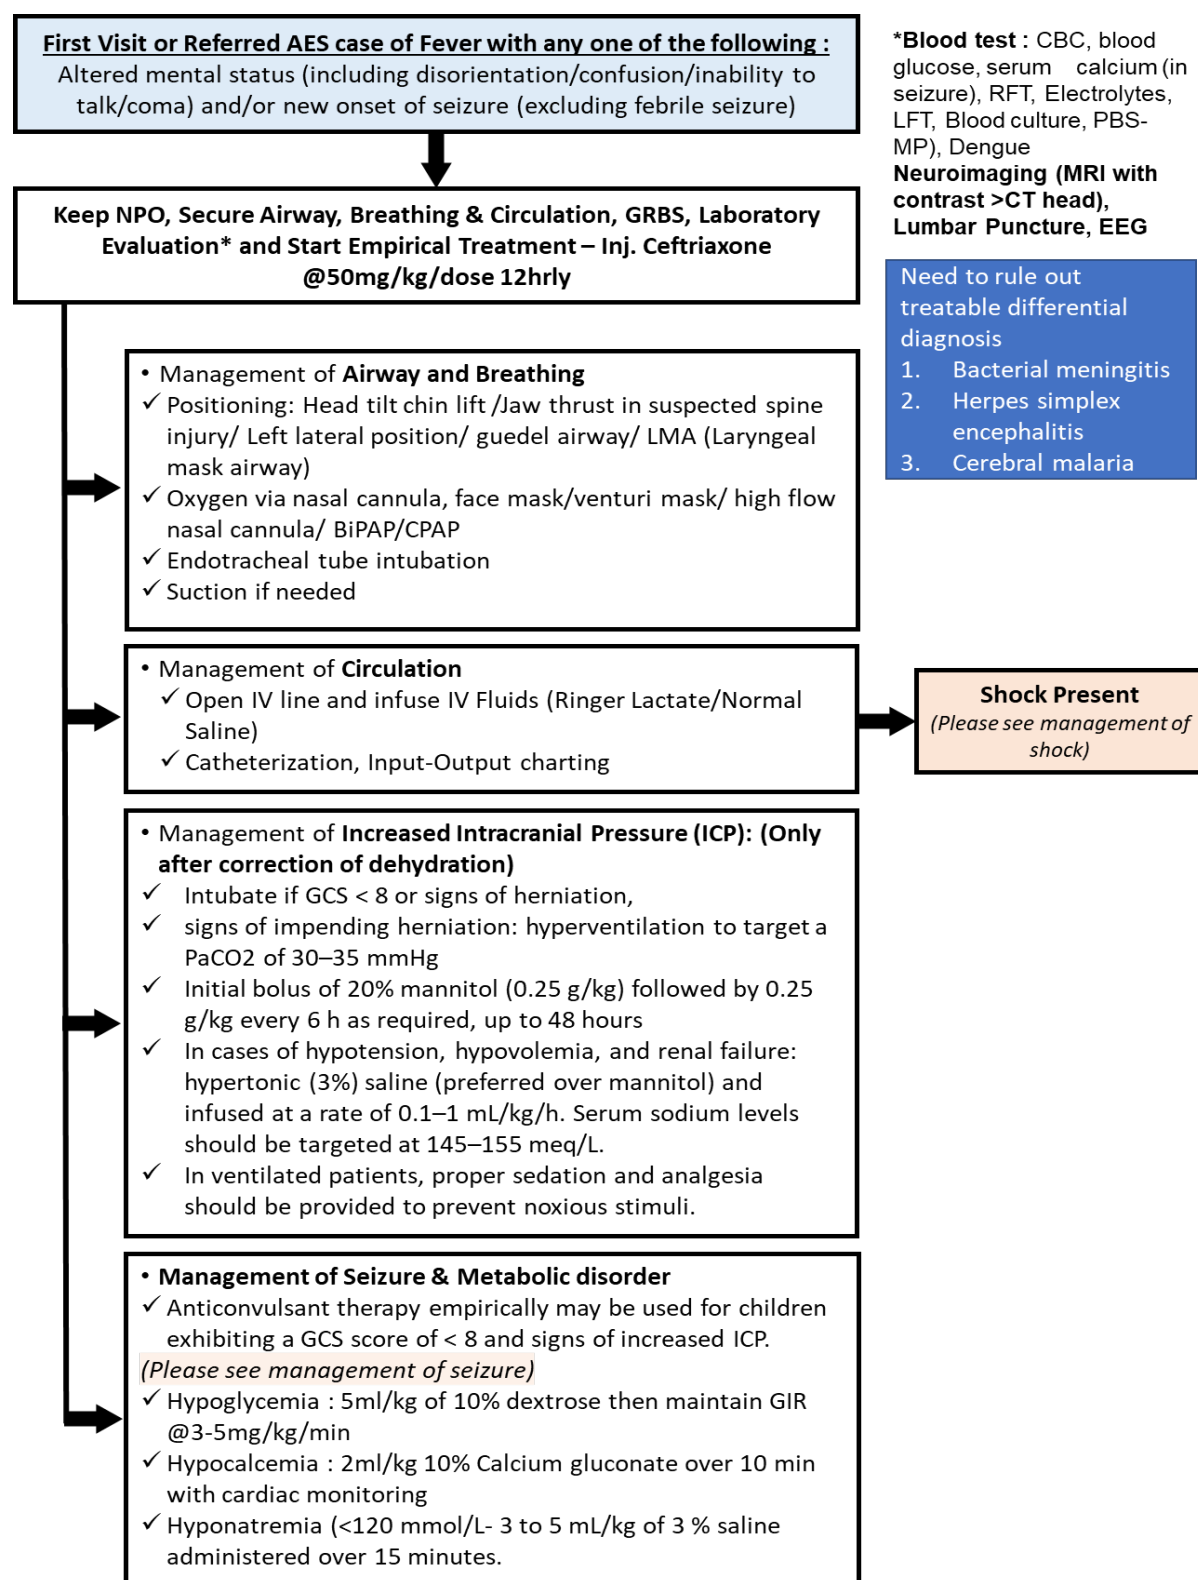 First Visit or Referred AES case of Fever with any one of the following :
Altered mental status (including disorientation/confusion/inability to
talk/coma) and/or new onset of seizure (excluding febrile seizure)
*Blood test : CBC, blood
glucose, serum calcium (in
seizure), RFT, Electrolytes,
LFT, Blood culture, PBS-
MP), Dengue
Neuroimaging (MRI with
contrast >CT head),
Lumbar Puncture, EEG
Keep NPO, Secure Airway, Breathing & Circulation, GRBS, Laboratory
Evaluation* and Start Empirical Treatment – Inj. Ceftriaxone
@50mg/kg/dose 12hrly
Need to rule out
treatable differential
diagnosis
1. Bacterial meningitis
2. Herpes simplex
encephalitis
3. Cerebral malaria
• Management of Airway and Breathing
✓ Positioning: Head tilt chin lift /Jaw thrust in suspected spine
injury/ Left lateral position/ guedel airway/ LMA (Laryngeal
mask airway)
✓ Oxygen via nasal cannula, face mask/venturi mask/ high flow
nasal cannula/ BiPAP/CPAP
✓ Endotracheal tube intubation
✓ Suction if needed
• Management of Circulation
✓ Open IV line and infuse IV Fluids (Ringer Lactate/Normal
Saline)
✓ Catheterization, Input-Output charting
Shock Present
(Please see management of
shock)
• Management of Increased Intracranial Pressure (ICP): (Only
after correction of dehydration)
✓ Intubate if GCS < 8 or signs of herniation,
✓ signs of impending herniation: hyperventilation to target a
PaCO2 of 30–35 mmHg
✓ Initial bolus of 20% mannitol (0.25 g/kg) followed by 0.25
g/kg every 6 h as required, up to 48 hours
✓ In cases of hypotension, hypovolemia, and renal failure:
hypertonic (3%) saline (preferred over mannitol) and
infused at a rate of 0.1–1 mL/kg/h. Serum sodium levels
should be targeted at 145–155 meq/L.
✓ In ventilated patients, proper sedation and analgesia
should be provided to prevent noxious stimuli.
• Management of Seizure & Metabolic disorder
✓ Anticonvulsant therapy empirically may be used for children
exhibiting a GCS score of < 8 and signs of increased ICP.
(Please see management of seizure)
✓ Hypoglycemia : 5ml/kg of 10% dextrose then maintain GIR
@3-5mg/kg/min
✓ Hypocalcemia : 2ml/kg 10% Calcium gluconate over 10 min
with cardiac monitoring
✓ Hyponatremia (<120 mmol/L- 3 to 5 mL/kg of 3 % saline
administered over 15 minutes.